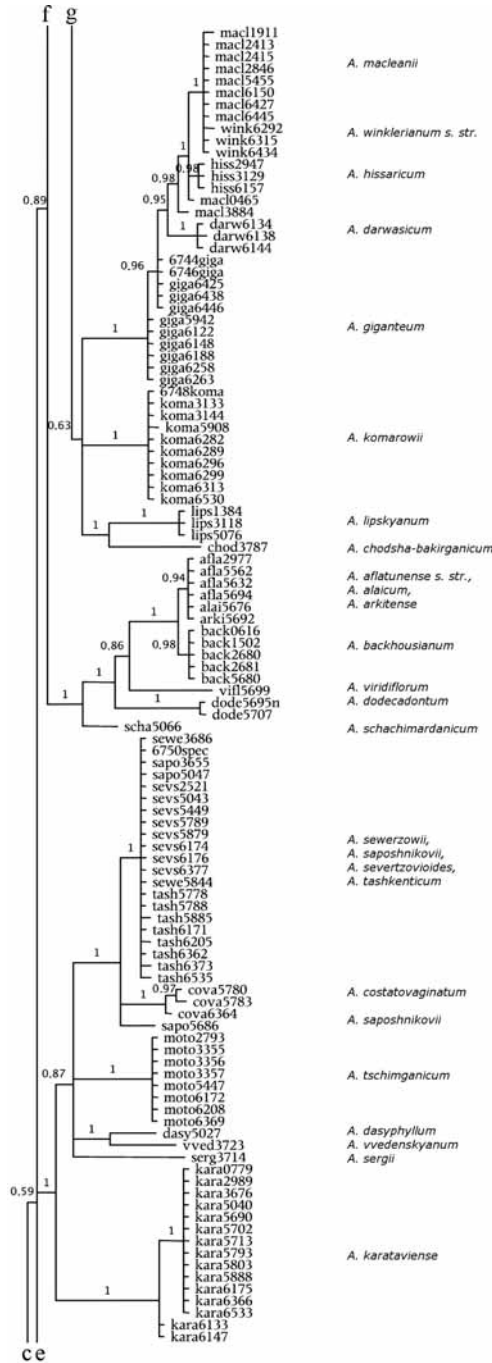 f g
macl1911
macl2413
macl2415
macl2846 A. macleanii
macl5455
1 macl6150
macl6427
macl6445
wink6292 A. winklerianum s. str.
1 wink6315
wink6434
0,98 hiss2947
0,98 hiss3129 A. hissaricum
0,89 hiss6157
0,95 macl0465
macl3884
1 darw6134 A. darwasicum
darw6138
darw6144
0,96 6744giga
6746giga
giga6425
giga6438
giga6446
giga5942 A. giganteum
1 giga6122
giga6148
giga6188
giga6258
giga6263
6748koma
koma3133
koma3144
0,63 koma5908
1 koma6282 A. komarowii
koma6289
koma6296
koma6299
koma6313
koma6530
1 lips1384
lips3118 A. lipskyanum
1 lips5076
chod3787 A. chodsha-bakirganicum
afla2977
0,94 afla5562 A. aflatunense s. str.,
afla5632 A. alaicum,
afla5694 A. arkitense
1 alai5676
arki5692
back0616
0,98 back1502 A. backhousianum
0,86 back2680
back2681
back5680
vifl5699 A. viridiflorum
1 1 dode5695n A. dodecadontum
dode5707
scha5066 A. schachimardanicum
sewe3686
6750spec
sapo3655
sapo5047
sevs2521
sevs5043
sevs5449
sevs5789
sevs5879 A. sewerzowii,
1 sevs6174 A. saposhnikovii,
sevs6176 A. severtzovioides,
sevs6377 A. tashkenticum
sewe5844
tash5778
tash5788
tash5885
tash6171
1 tash6205
tash6362
tash6373
tash6535
0,97 cova5780 A. costatovaginatum
1 cova5783
cova6364
sapo5686 A. saposhnikovii
moto2793
moto3355
moto3356
0,87 1 moto3357 A. tschimganicum
moto5447
moto6172
moto6208
moto6369
1 dasy5027 A. dasyphyllum
vved3723 A. vvedenskyanum
serg3714 A. sergii
kara0779
0,59 1 kara2989
kara3676
kara5040
kara5690
1 kara5702
kara5713
kara5793 A. karataviense
kara5803
kara5888
1 kara6175
kara6366
kara6533
kara6133
kara6147
c e